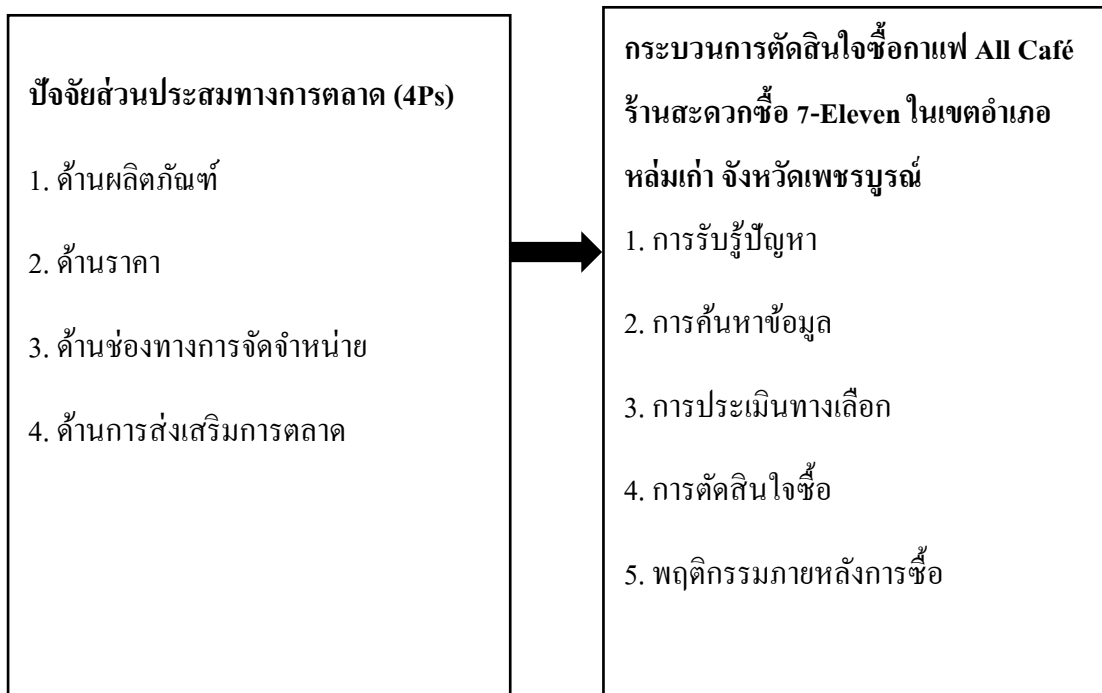 ปัจจัยส่วนประสมทางการตลาด (4Ps)
1. ด้านผลิตภัณฑ์
2. ด้านราคา
3. ด้านช่องทางการจัดจำหน่าย
4. ด้านการส่งเสริมการตลาด
กระบวนการตัดสินใจซื้อกาแฟ All Café
ร้านสะดวกซื้อ 7-Eleven ในเขตอำเภอ
หล่มเก่า จังหวัดเพชรบูรณ์
1. การรับรู้ปัญหา
2. การค้นหาข้อมูล
3. การประเมินทางเลือก
4. การตัดสินใจซื้อ
5. พฤติกรรมภายหลังการซื้อ